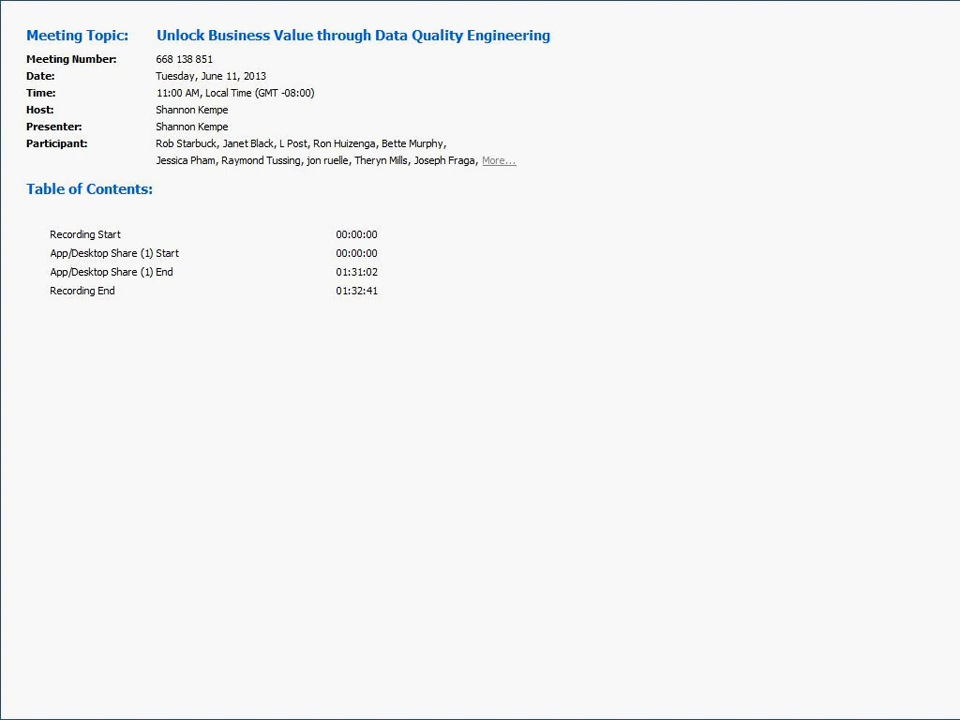 Meeting Topic: Unlock Business Value through Data Quality Engineering
Meeting Number: 668 138 851
Date: Tuesday, June 11, 2013
Time: 11:00 AM, Local Time (GMT -08:00)
Host: Shannon Kempe
Presenter: Shannon Kempe
Participant: Rob Starbuck, Janet Black, L Post, Ron Huizenga, Bette Murphy,
Jessica Pham, Raymond Tussing, jon ruelle, Theryn Mills, Joseph Fraga, More...
Table of Contents:
Recording Start 00:00:00
App/Desktop Share (1) Start 00:00:00
App/Desktop Share (1) End 01:31:02
Recording End 01:32:41